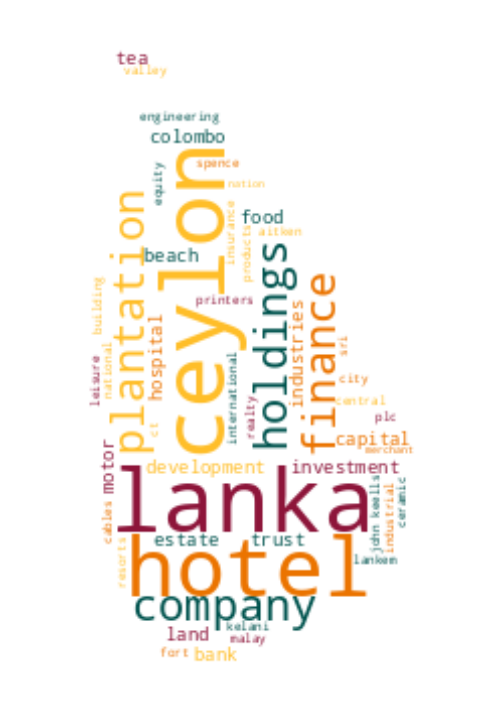 tea
valley
engineering
colombo
spence
equity
nation
ceylon
plantation
insurance
food
aitken
products
beach
holdings
finance
building
printers
industries
hospital
national
leisure
international
sri
city
realty
central
plc
ct
capital
merchant
motor
development
investment
lanka
john keells
industrial
ceramic
cables
estate
trust
hotel
lankem
resorts
company
kelani
land
malay
fort
bank